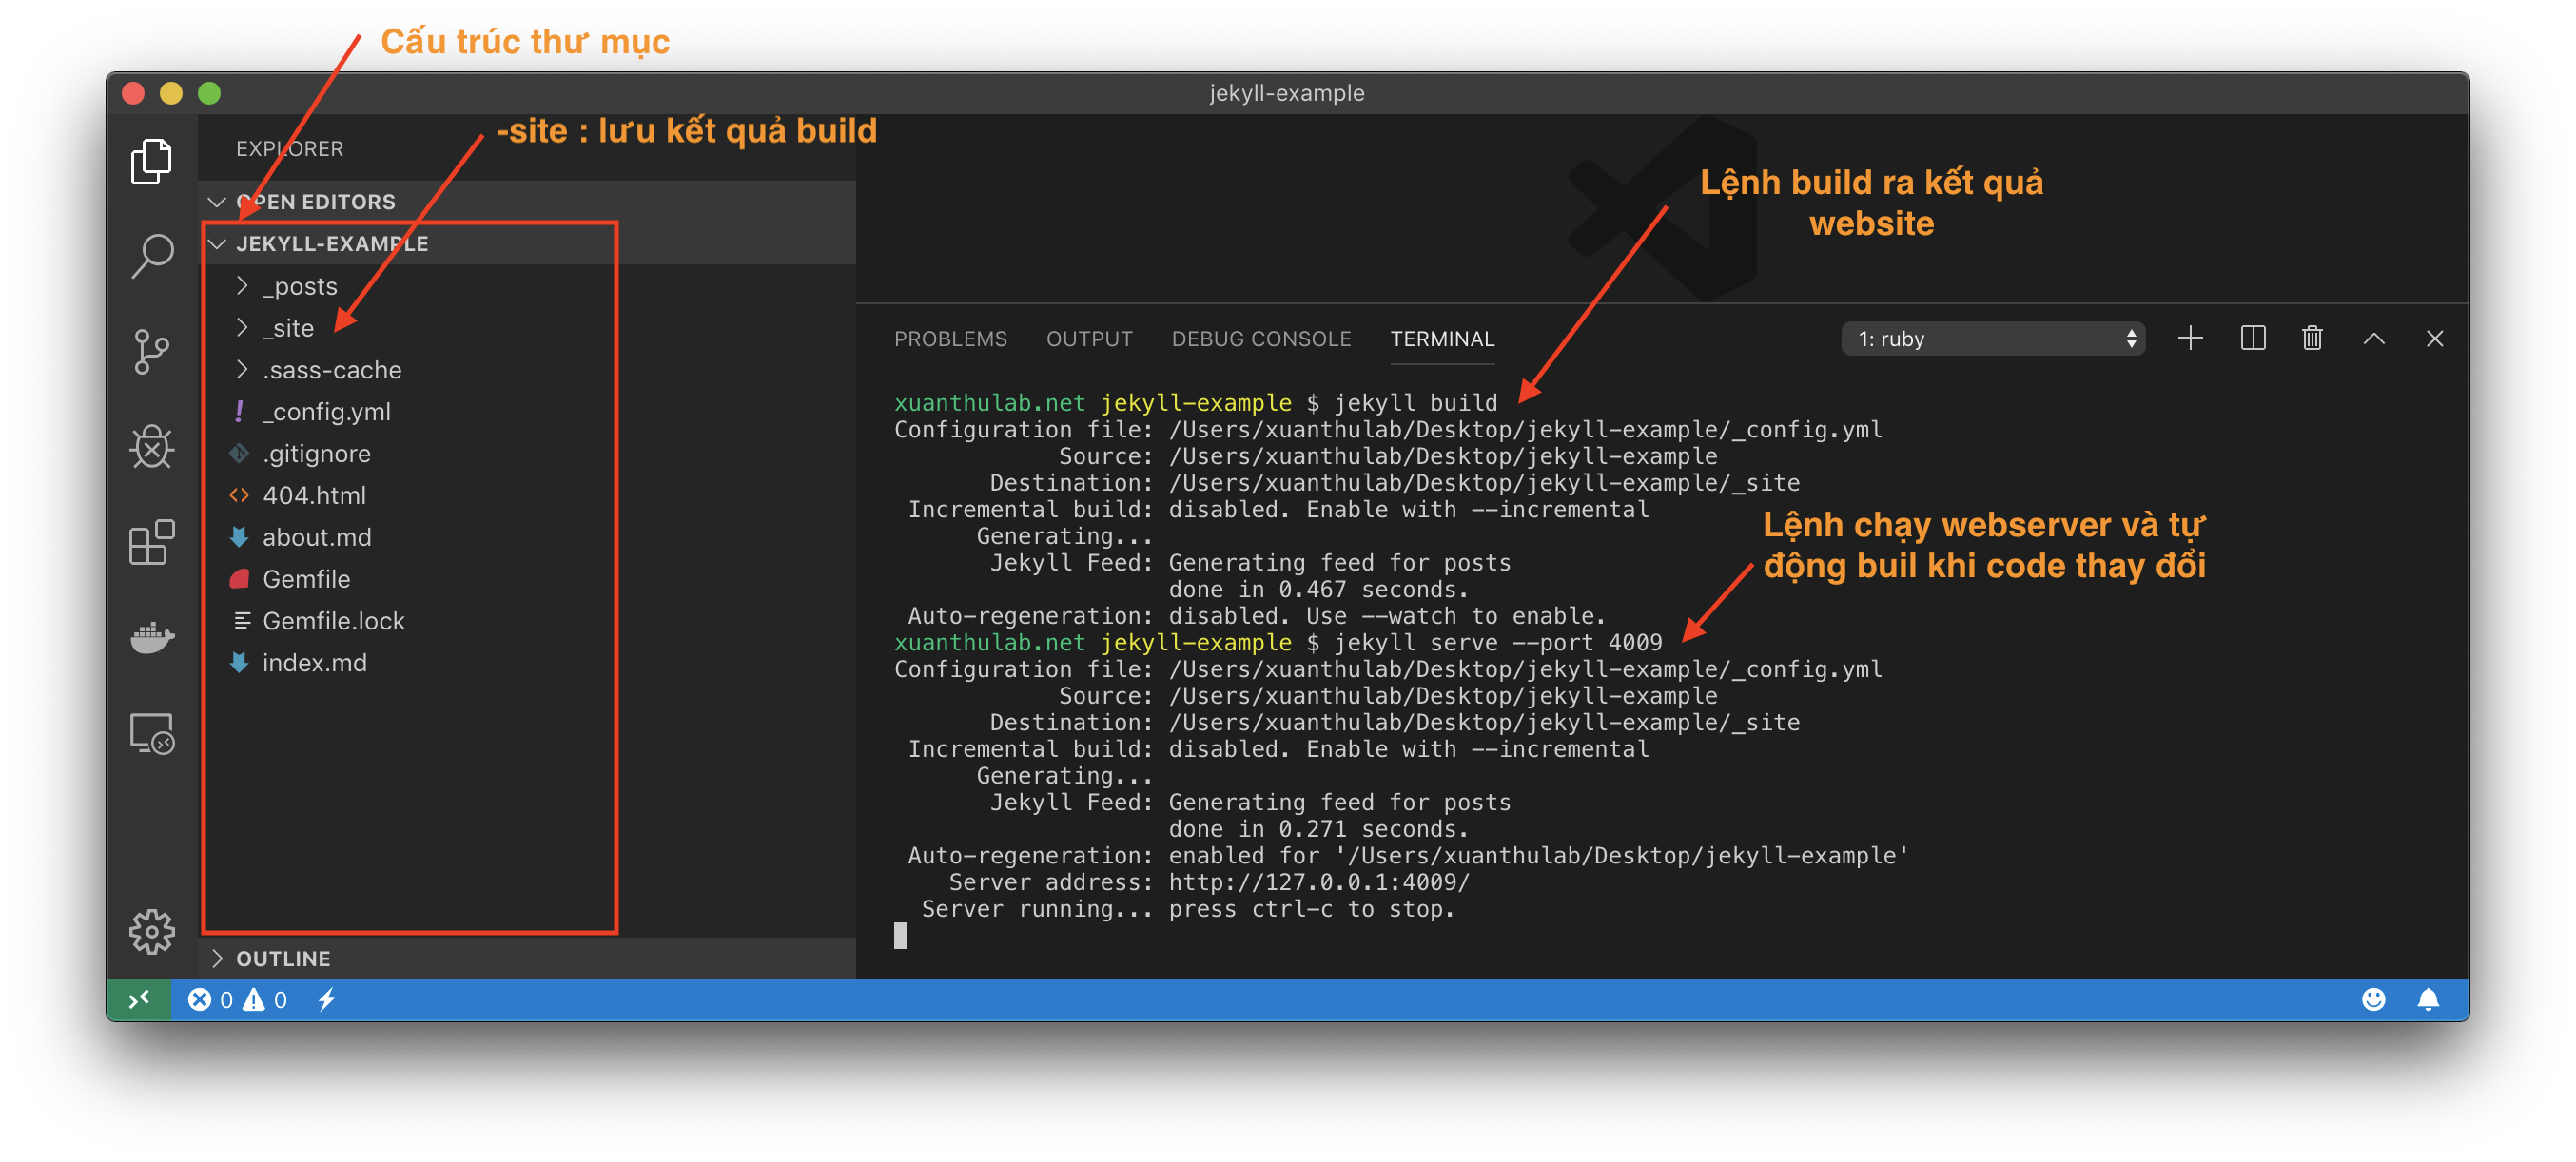 Cấu trúc thư mục
jekyll-example
-site : lưu kết quả build
EXPLORER
OPEN EDITORS
JEKYLL-EXAMPLE
_posts
_site
.sass-cache
! _config.yml
.gitignore
<> 404.html
about.md
Gemfile
Gemfile.lock
index.md
OUTLINE
Lệnh build ra kết quả
website
PROBLEMS OUTPUT DEBUG CONSOLE TERMINAL 1: ruby
xuanthulab.net jekyll-example $ jekyll build
Configuration file: /Users/xuanthulab/Desktop/jekyll-example/_config.yml
Source: /Users/xuanthulab/Desktop/jekyll-example
Destination: /Users/xuanthulab/Desktop/jekyll-example/_site
Incremental build: disabled. Enable with --incremental
Generating...
Jekyll Feed: Generating feed for posts
done in 0.467 seconds.
Auto-regeneration: disabled. Use --watch to enable.
Lệnh chạy webserver và tự
động buil khi code thay đổi
xuanthulab.net jekyll-example $ jekyll serve --port 4009
Configuration file: /Users/xuanthulab/Desktop/jekyll-example/_config.yml
Source: /Users/xuanthulab/Desktop/jekyll-example
Destination: /Users/xuanthulab/Desktop/jekyll-example/_site
Incremental build: disabled. Enable with --incremental
Generating...
Jekyll Feed: Generating feed for posts
done in 0.271 seconds.
Auto-regeneration: enabled for '/Users/xuanthulab/Desktop/jekyll-example'
Server address: http://127.0.0.1:4009/
Server running... press ctrl-c to stop.
0 0